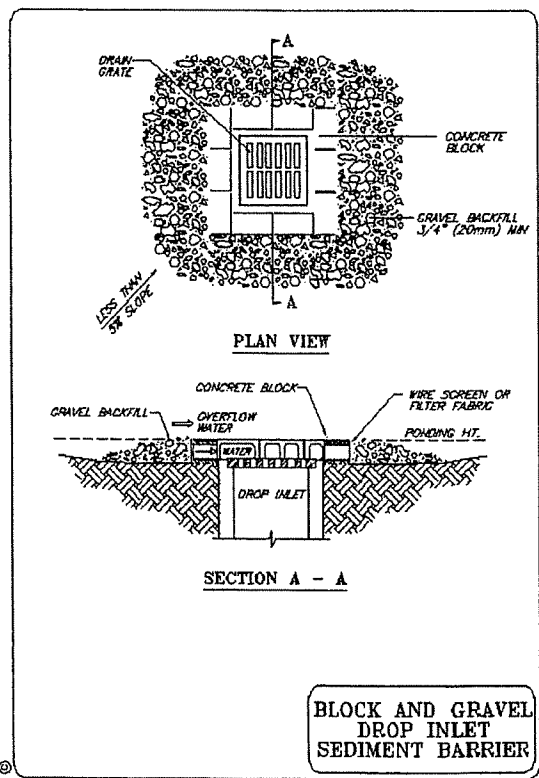 A
DRAIN
GRATE
CONCRETE
BLOCK
GRAVEL BACKFILL
3/4" (20mm) MIN
LESS THAN
5% SLOPE
A
PLAN VIEW
CONCRETE BLOCK
WIRE SCREEN OR
FILTER FABRIC
GRAVEL BACKFILL
OVERFLOW
WATER
PONDING HT.
WATER
DROP INLET
SECTION A - A
BLOCK AND GRAVEL
DROP INLET
SEDIMENT BARRIER
©